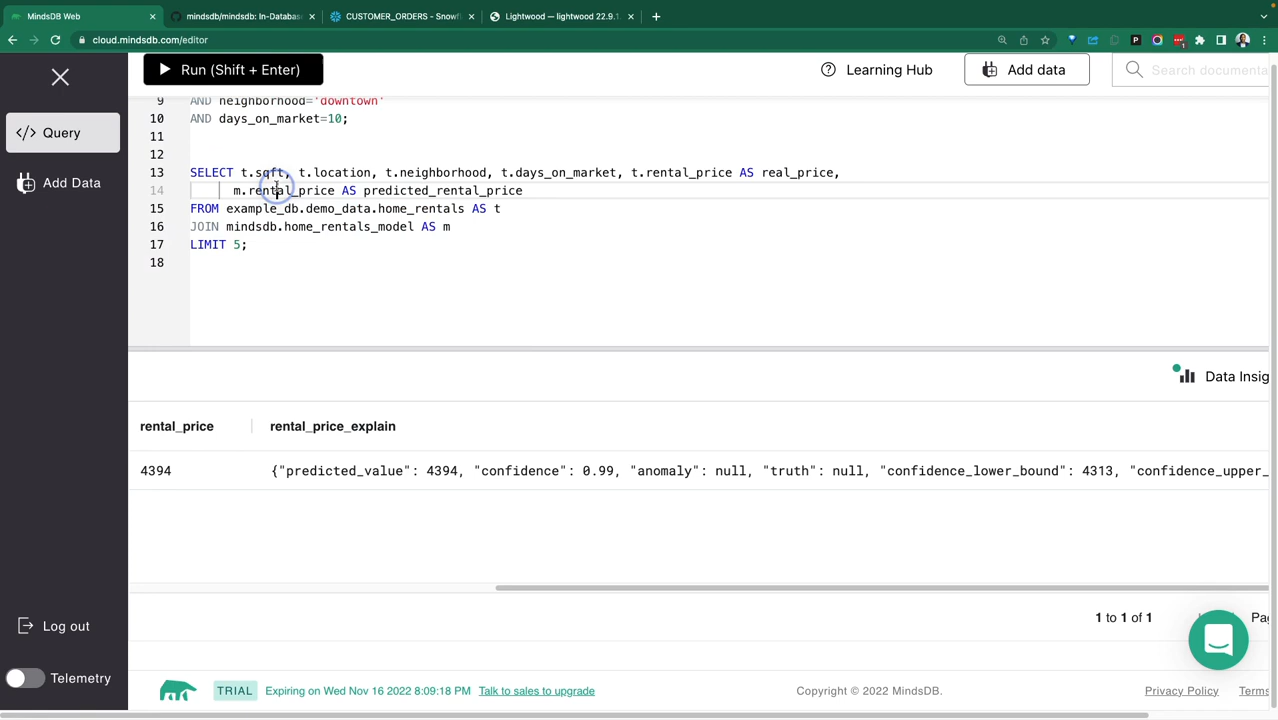 MindsDB Web
mindsdb/mindsdb: In-Databas
CUSTOMER_ORDERS - Snowf
Lightwood — lightwood 22.9.1.
cloud.mindsdb.com/editor
Run (Shift + Enter)
Learning Hub
Add data
Search documenta
Query
Add Data
9 AND neighborhood='downtown'
10 AND days_on_market=10;
11
12
13 SELECT t.sqft, t.location, t.neighborhood, t.days_on_market, t.rental_price AS real_price,
14 m.rental_price AS predicted_rental_price
15 FROM example_db.demo_data.home_rentals AS t
16 JOIN mindsdb.home_rentals_model AS m
17 LIMIT 5;
18
Data Insig
rental_price rental_price_explain
4394 {"predicted_value": 4394, "confidence": 0.99, "anomaly": null, "truth": null, "confidence_lower_bound": 4313, "confidence_upper_
1 to 1 of 1
Pa
Log out
Telemetry
TRIAL Expiring on Wed Nov 16 2022 8:09:18 PM Talk to sales to upgrade
Copyright © 2022 MindsDB.
Privacy Policy
Terms